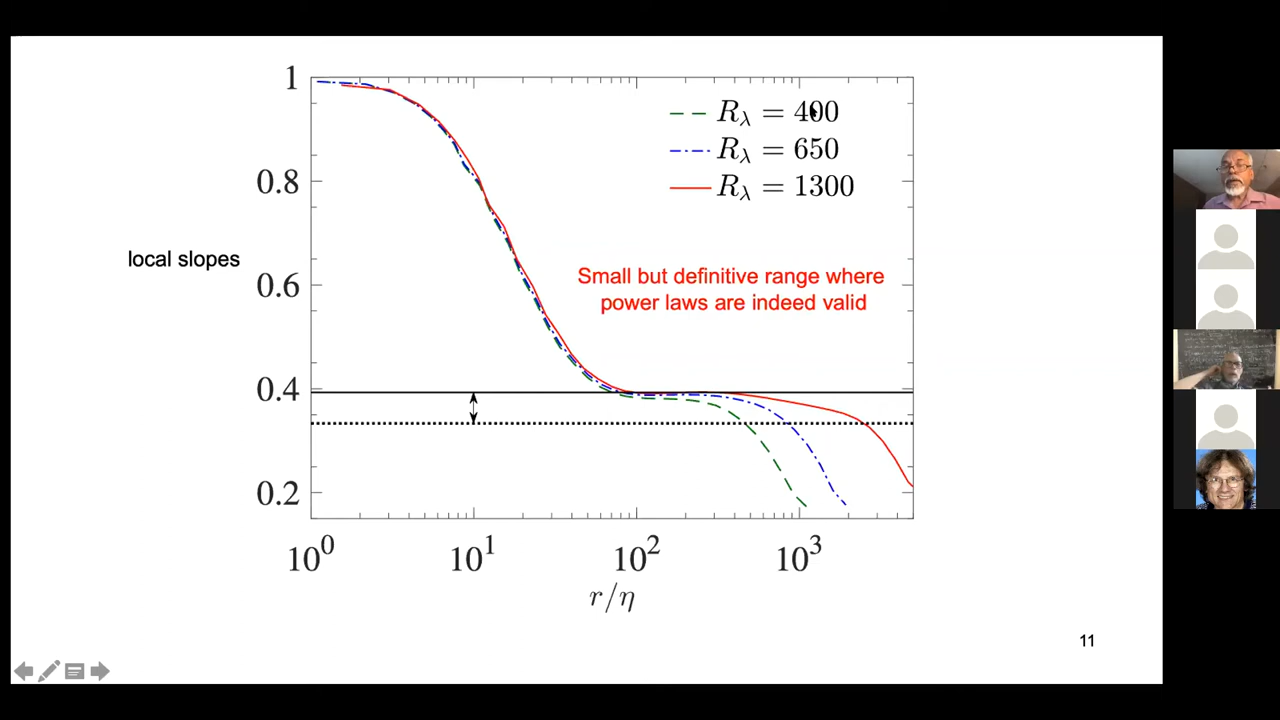 1
0.8
0.6
0.4
0.2
local slopes
R_λ = 400
R_λ = 650
R_λ = 1300
Small but definitive range where
power laws are indeed valid
10^0 10^1 10^2 10^3
r/η
11